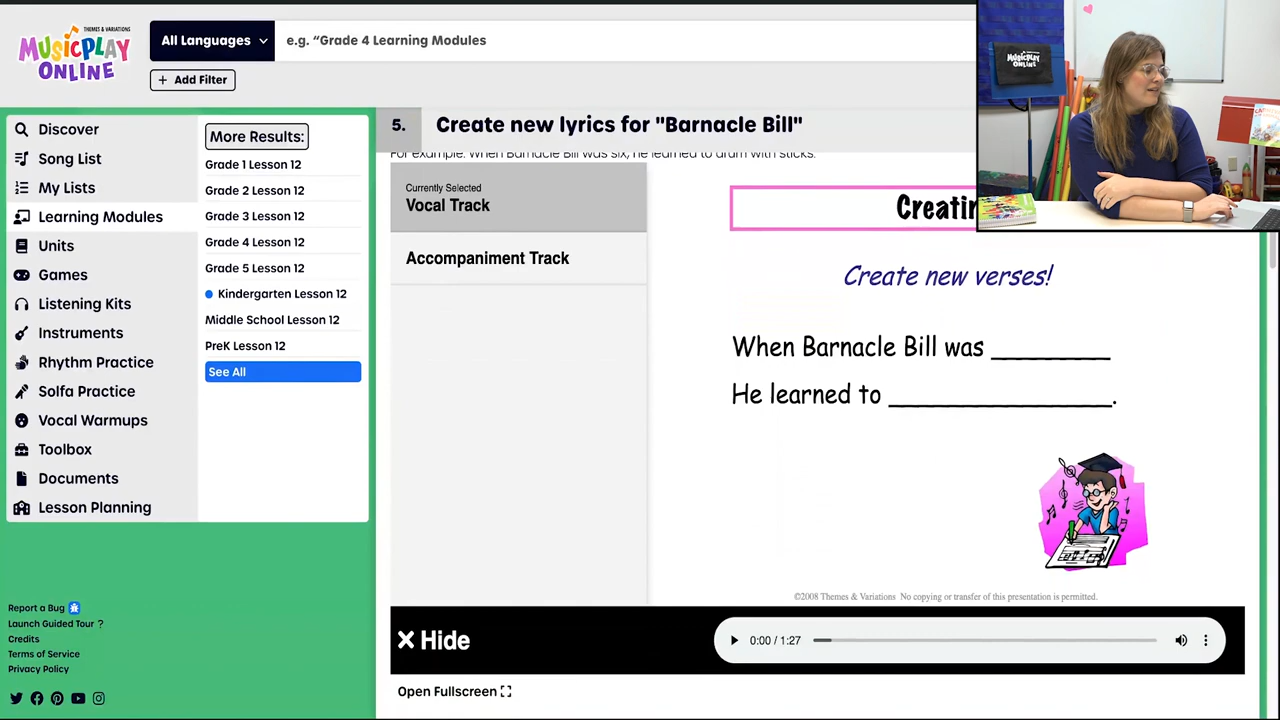 THEMES & VARIATIONS
MUSICPLAY
ONLINE
All Languages
e.g. "Grade 4 Learning Modules
+ Add Filter
MUSICPLAY
ONLINE
Discover
Song List
My Lists
Learning Modules
Units
Games
Listening Kits
Instruments
Rhythm Practice
Solfa Practice
Vocal Warmups
Toolbox
Documents
Lesson Planning
More Results:
Grade 1 Lesson 12
Grade 2 Lesson 12
Grade 3 Lesson 12
Grade 4 Lesson 12
Grade 5 Lesson 12
Kindergarten Lesson 12
Middle School Lesson 12
PreK Lesson 12
See All
5. Create new lyrics for "Barnacle Bill"
For example: When Barnacle Bill was six, he learned to drum with sticks.
Currently Selected
Vocal Track
Accompaniment Track
Creatin
Create new verses!
When Barnacle Bill was ________
He learned to ________________.
©2008 Themes & Variations No copying or transfer of this presentation is permitted.
Hide
0:00 / 1:27
Open Fullscreen
Report a Bug
Launch Guided Tour ?
Credits
Terms of Service
Privacy Policy